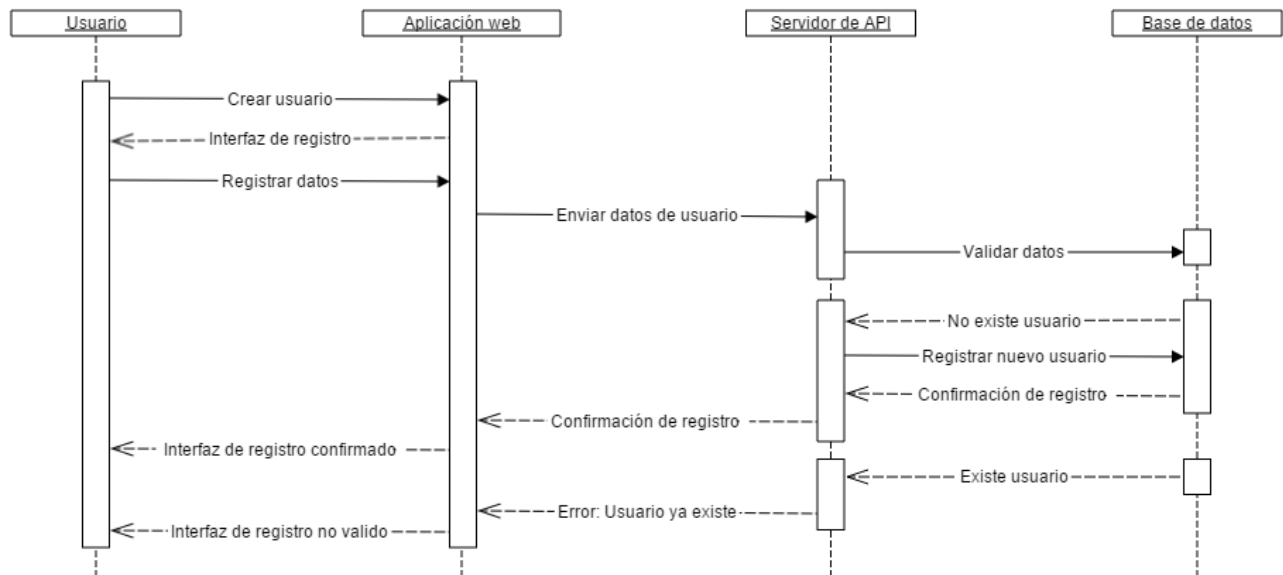 Usuario
Aplicación web
Servidor de API
Base de datos
Crear usuario
Interfaz de registro
Registrar datos
Enviar datos de usuario
Validar datos
No existe usuario
Registrar nuevo usuario
Confirmación de registro
Confirmación de registro
Interfaz de registro confirmado
Existe usuario
Error: Usuario ya existe
Interfaz de registro no valido